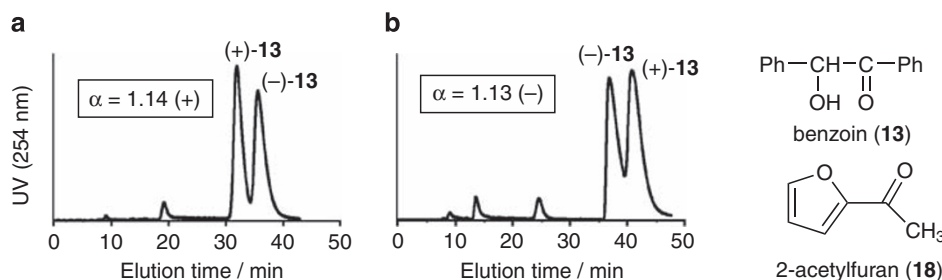 a
(+)-13
(−)-13
α = 1.14 (+)
UV (254 nm)
0 10 20 30 40 50
Elution time / min
b
(−)-13
(+)-13
α = 1.13 (−)
0 10 20 30 40 50
Elution time / min
Ph CH C Ph
OH O
benzoin (13)
O O
CH3
2-acetylfuran (18)